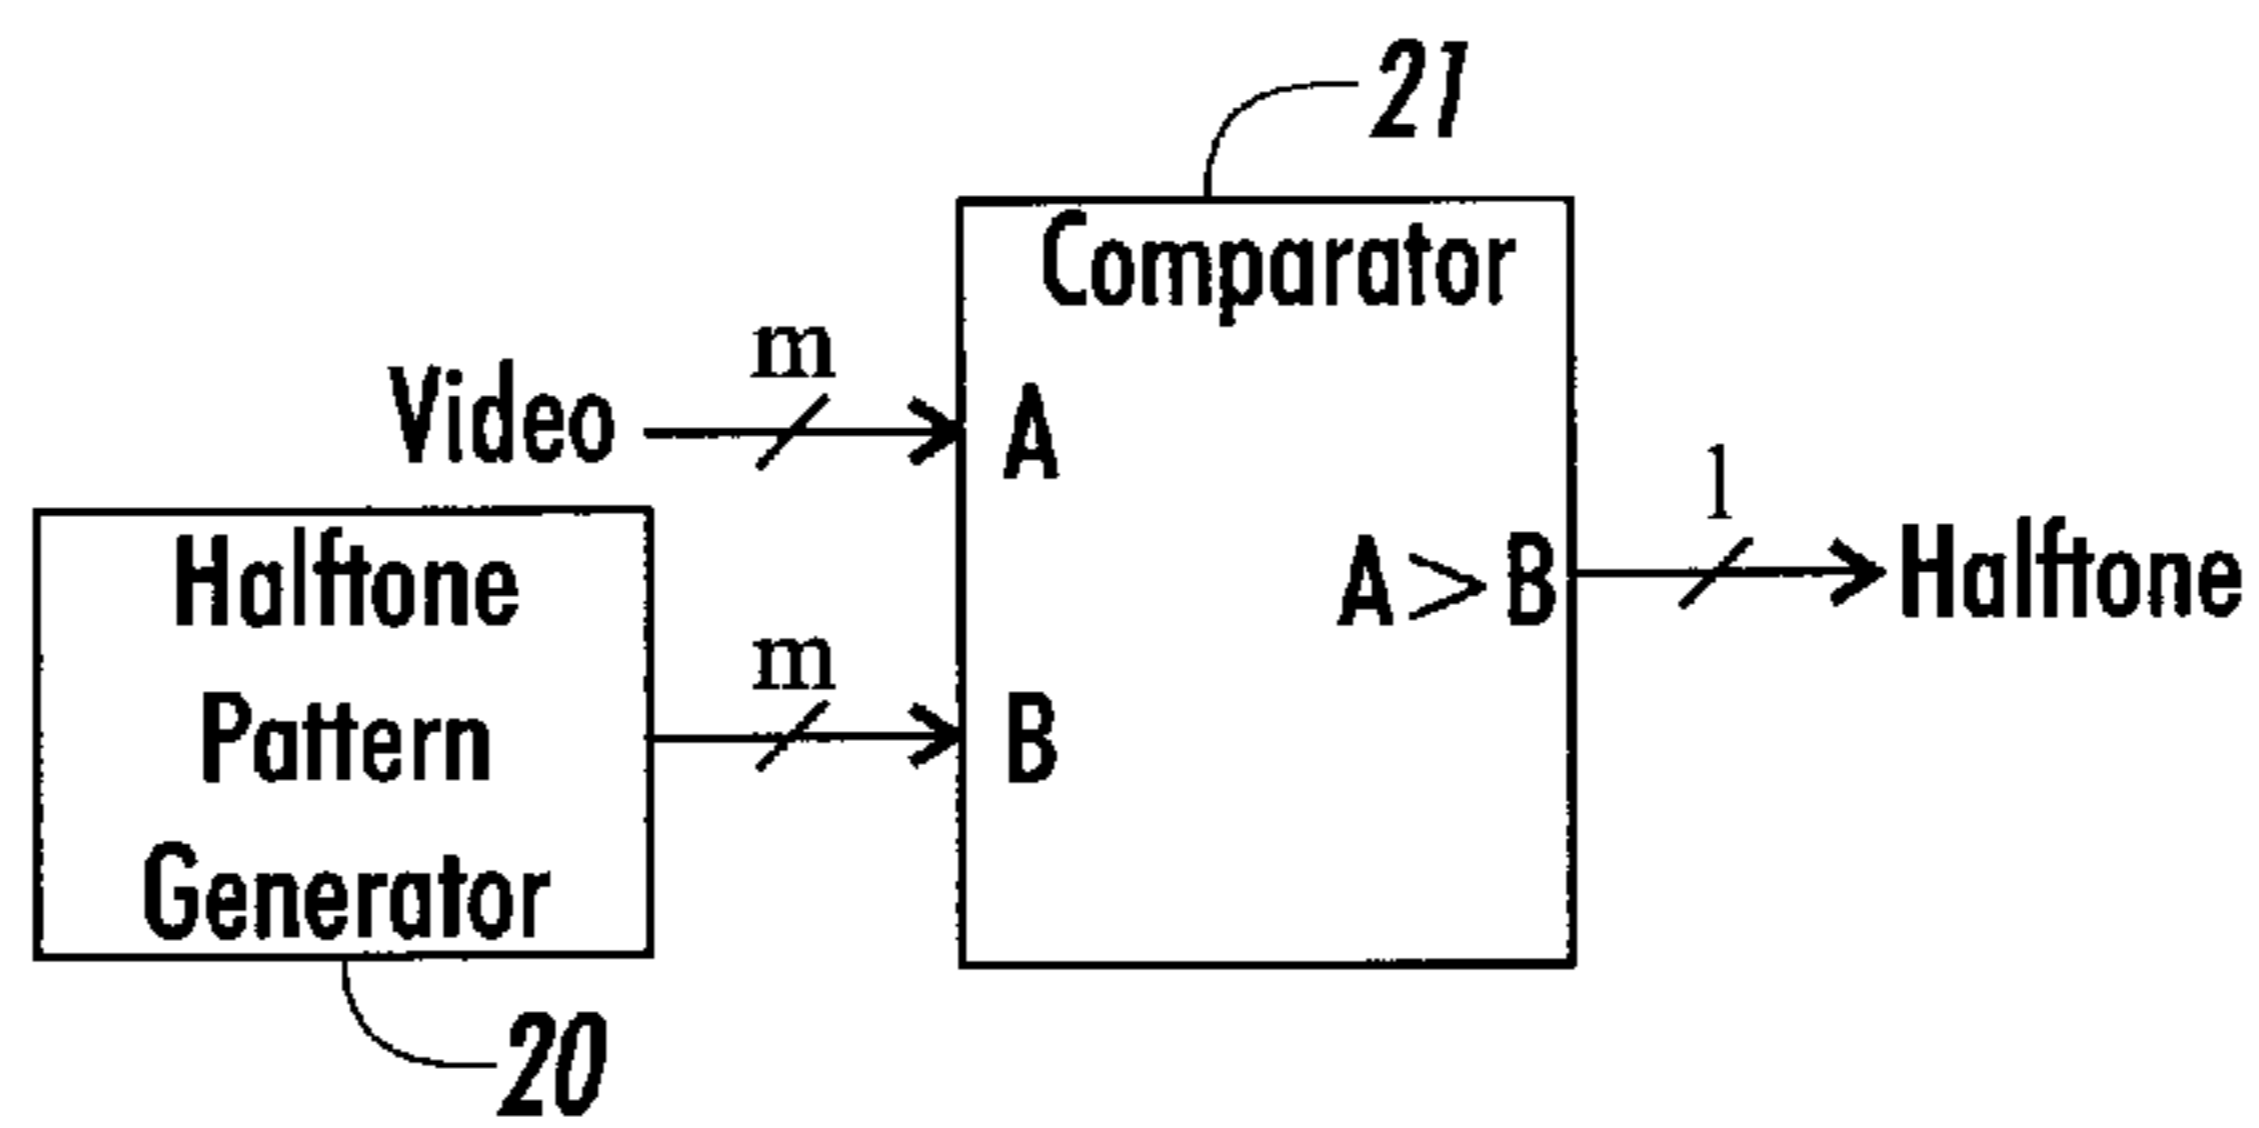 21
Comparator
m
Video
A
1
A>B
Halftone
Halftone
Pattern
Generator
m
B
20